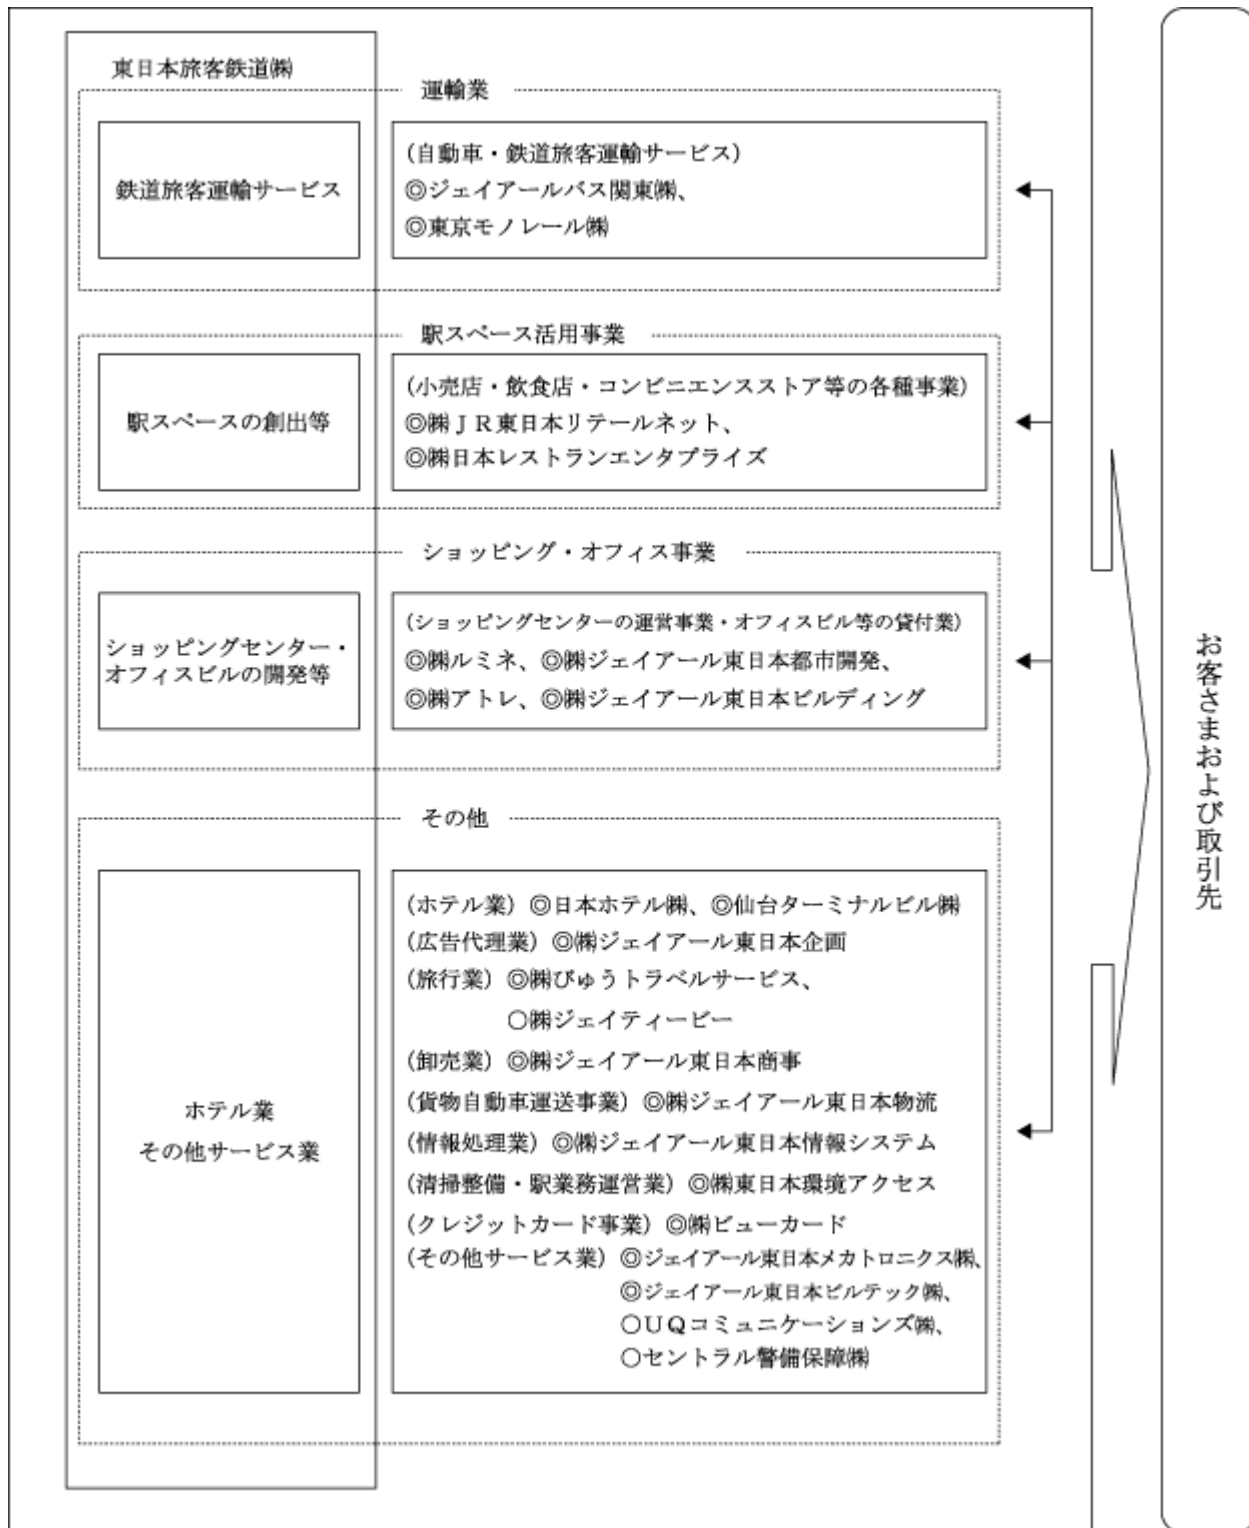 東日本旅客鉄道㈱
運輸業
鉄道旅客運輸サービス
(自動車・鉄道旅客運輸サービス)
◎ジェイアールバス関東㈱、
◎東京モノレール㈱
駅スペース活用事業
駅スペースの創出等
(小売店・飲食店・コンビニエンスストア等の各種事業)
◎㈱ＪＲ東日本リテールネット、
◎㈱日本レストランエンタプライズ
ショッピング・オフィス事業
ショッピングセンター・
オフィスビルの開発等
(ショッピングセンターの運営事業・オフィスビル等の貸付業)
◎㈱ルミネ、◎㈱ジェイアール東日本都市開発、
◎㈱アトレ、◎㈱ジェイアール東日本ビルディング
その他
ホテル業
その他サービス業
(ホテル業) ◎日本ホテル㈱、◎仙台ターミナルビル㈱
(広告代理業) ◎㈱ジェイアール東日本企画
(旅行業) ◎㈱びゅうトラベルサービス、
○㈱ジェイティービー
(卸売業) ◎㈱ジェイアール東日本商事
(貨物自動車運送事業) ◎㈱ジェイアール東日本物流
(情報処理業) ◎㈱ジェイアール東日本情報システム
(清掃整備・駅業務運営業) ◎㈱東日本環境アクセス
(クレジットカード事業) ◎㈱ビューカード
(その他サービス業) ◎ジェイアール東日本メカトロニクス㈱、
◎ジェイアール東日本ビルテック㈱、
○ＵＱコミュニケーションズ㈱、
○セントラル警備保障㈱
お客さまおよび取引先